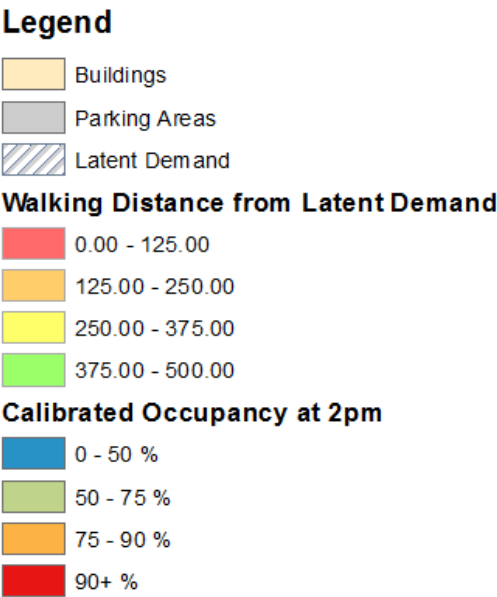 Legend
Buildings
Parking Areas
Latent Demand
Walking Distance from Latent Demand
0.00 - 125.00
125.00 - 250.00
250.00 - 375.00
375.00 - 500.00
Calibrated Occupancy at 2pm
0 - 50 %
50 - 75 %
75 - 90 %
90+ %